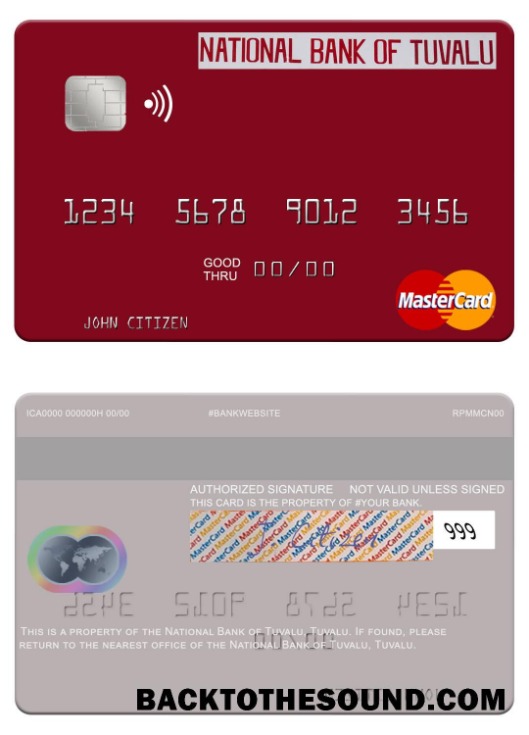 NATIONAL BANK OF TUVALU
1234 5678 9012 3456
GOOD THRU 00/00
MasterCard
JOHN CITIZEN
ICA0000 000000H 00/00 #BANKWEBSITE RPMMCN00
AUTHORIZED SIGNATURE NOT VALID UNLESS SIGNED
THIS CARD IS THE PROPERTY OF #YOUR BANK.
999
THIS IS A PROPERTY OF THE NATIONAL BANK OF TUVALU, TUVALU. IF FOUND, PLEASE
RETURN TO THE NEAREST OFFICE OF THE NATIONAL BANK OF TUVALU, TUVALU.
BACKTOTHESOUND.COM